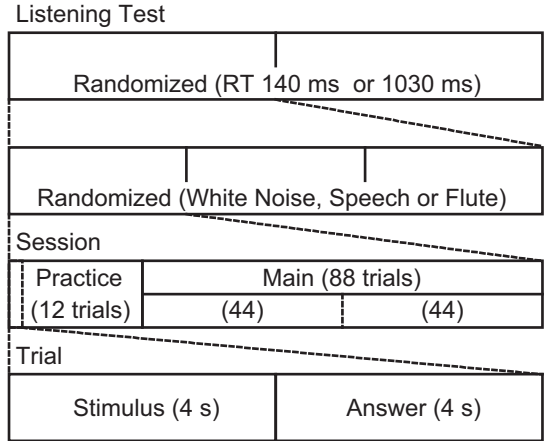 Listening Test
Randomized (RT 140 ms or 1030 ms)
Randomized (White Noise, Speech or Flute)
Session
Practice
(12 trials)
Main (88 trials)
(44)
(44)
Trial
Stimulus (4 s)
Answer (4 s)